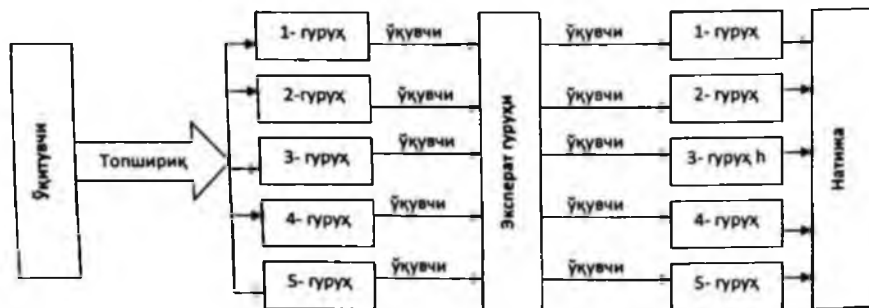 Ўқитувчи
Топшириқ
1- гуруҳ
ўқувчи
2-гуруҳ
ўқувчи
3- гуруҳ
ўқувчи
4- гуруҳ
ўқувчи
5- гуруҳ
ўқувчи
Эксперат гуруҳи
ўқувчи
1- гуруҳ
ўқувчи
2- гуруҳ
ўқувчи
3- гуруҳ h
ўқувчи
4- гуруҳ
ўқувчи
5- гуруҳ
Натижа